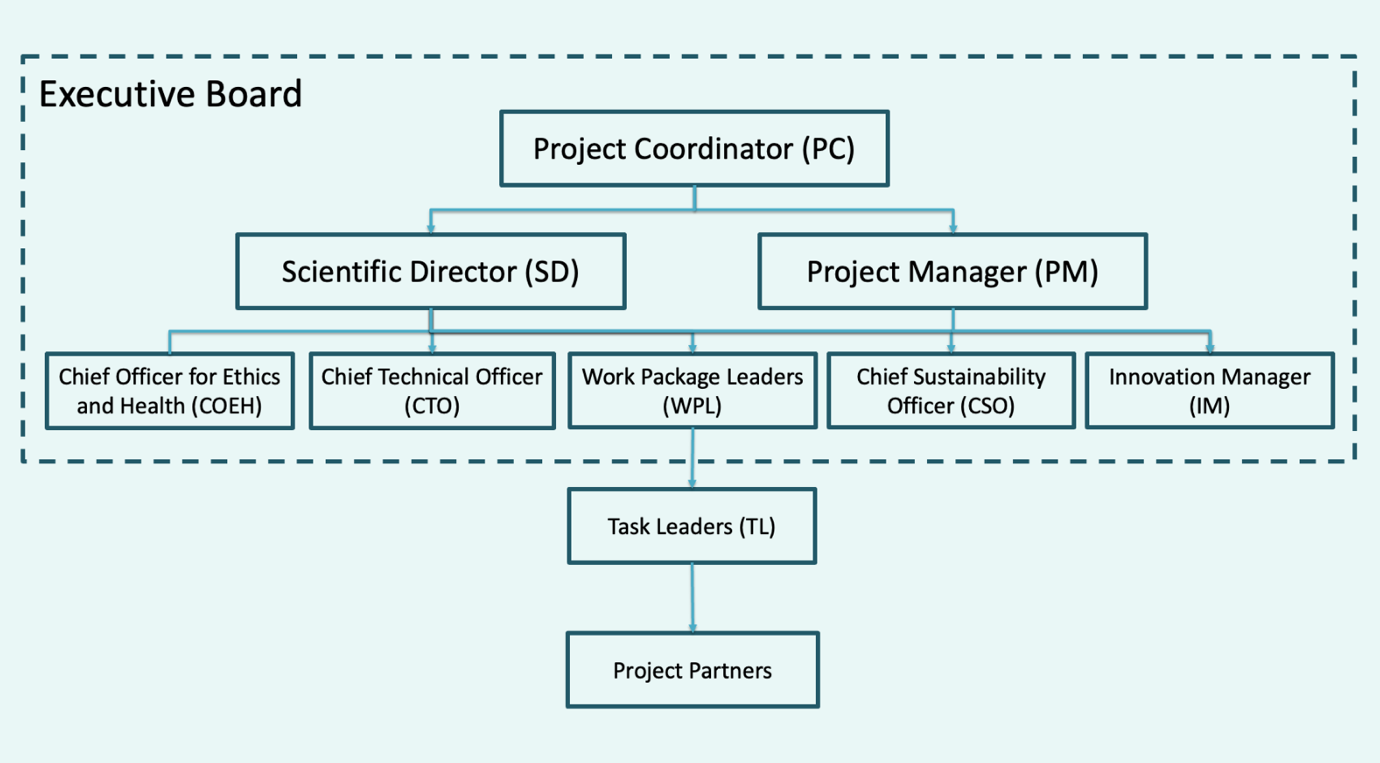 Executive Board
Project Coordinator (PC)
Scientific Director (SD)
Project Manager (PM)
Chief Officer for Ethics
and Health (COEH)
Chief Technical Officer
(CTO)
Work Package Leaders
(WPL)
Chief Sustainability
Officer (CSO)
Innovation Manager
(IM)
Task Leaders (TL)
Project Partners